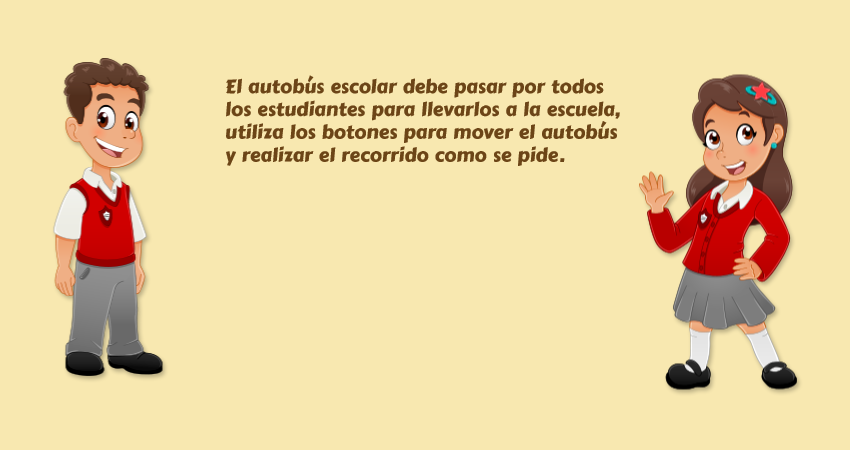 El autobús escolar debe pasar por todos
los estudiantes para llevarlos a la escuela,
utiliza los botones para mover el autobús
y realizar el recorrido como se pide.